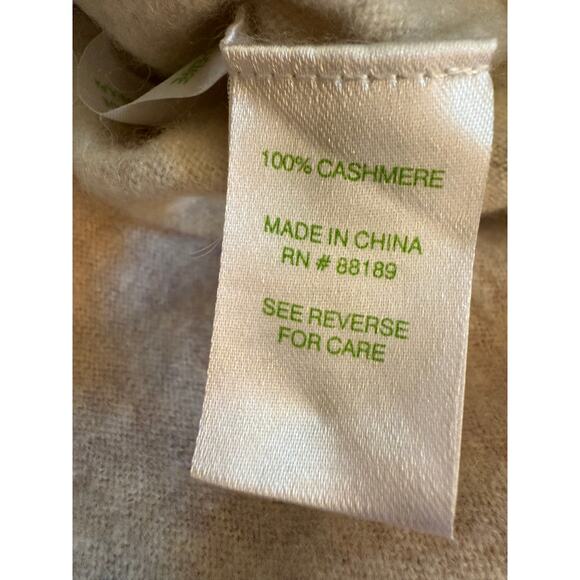 100% CASHMERE
MADE IN CHINA
RN # 88189
SEE REVERSE
FOR CARE